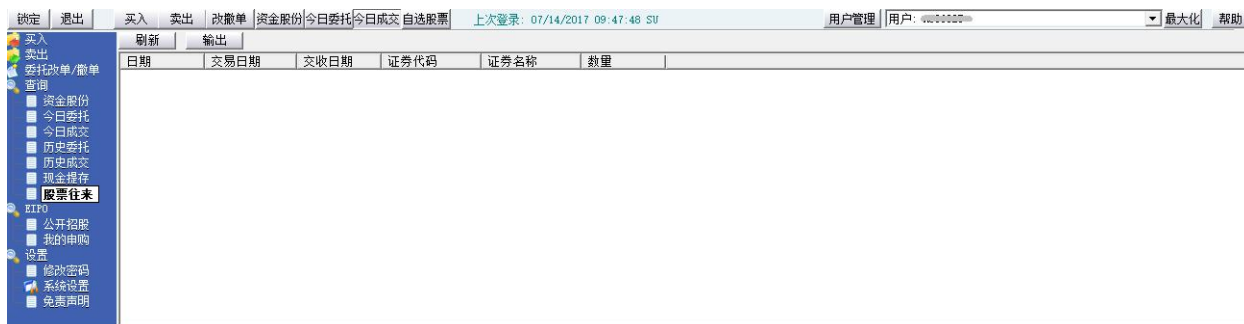 锁定 退出 买入 卖出 改撤单 资金股份 今日委托 今日成交 自选股票 上次登录: 07/14/2017 09:47:48 SU 用户管理 用户: 最大化 帮助
买入 刷新 输出
卖出
委托改单/撤单 日期 交易日期 交收日期 证券代码 证券名称 数量
查询
资金股份
今日委托
今日成交
历史委托
历史成交
现金提存
股票往来
EIPO
公开招股
我的申购
设置
修改密码
系统设置
免责声明